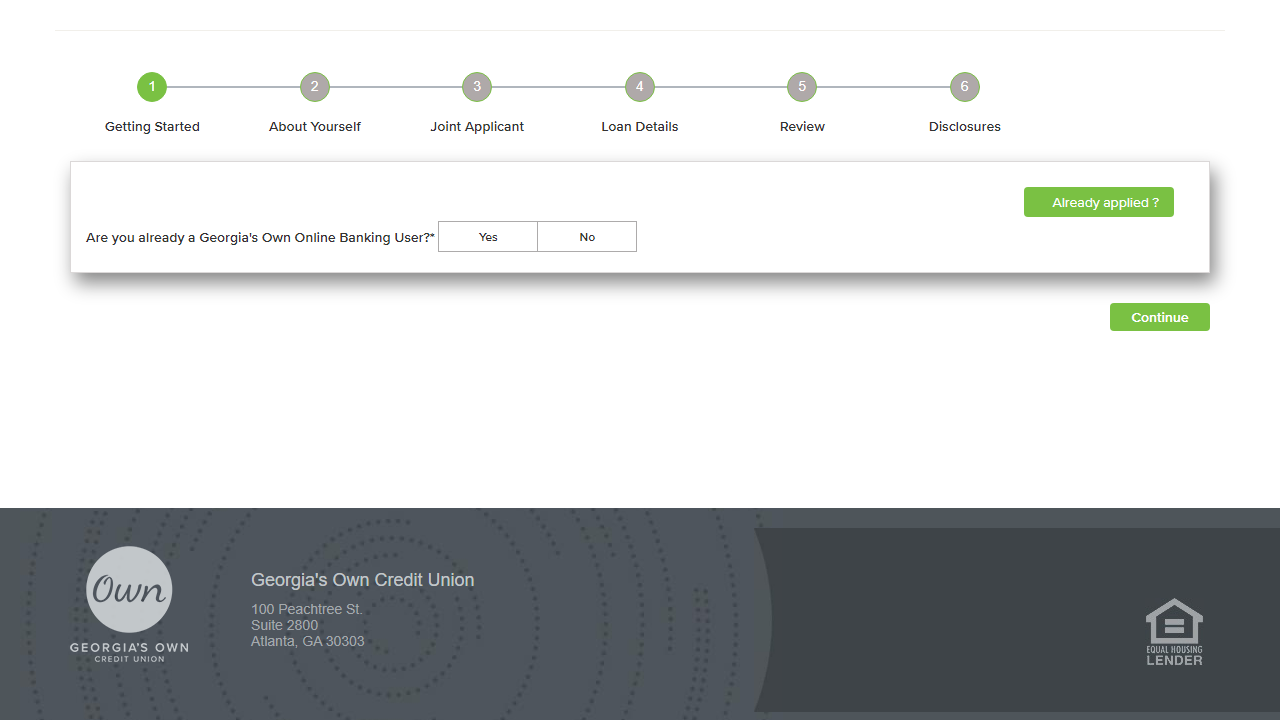 1 2 3 4 5 6
Getting Started About Yourself Joint Applicant Loan Details Review Disclosures
Already applied ?
Are you already a Georgia's Own Online Banking User?* Yes No
Continue
Own
GEORGIA'S OWN
CREDIT UNION
Georgia's Own Credit Union
100 Peachtree St.
Suite 2800
Atlanta, GA 30303
EQUAL HOUSING
LENDER